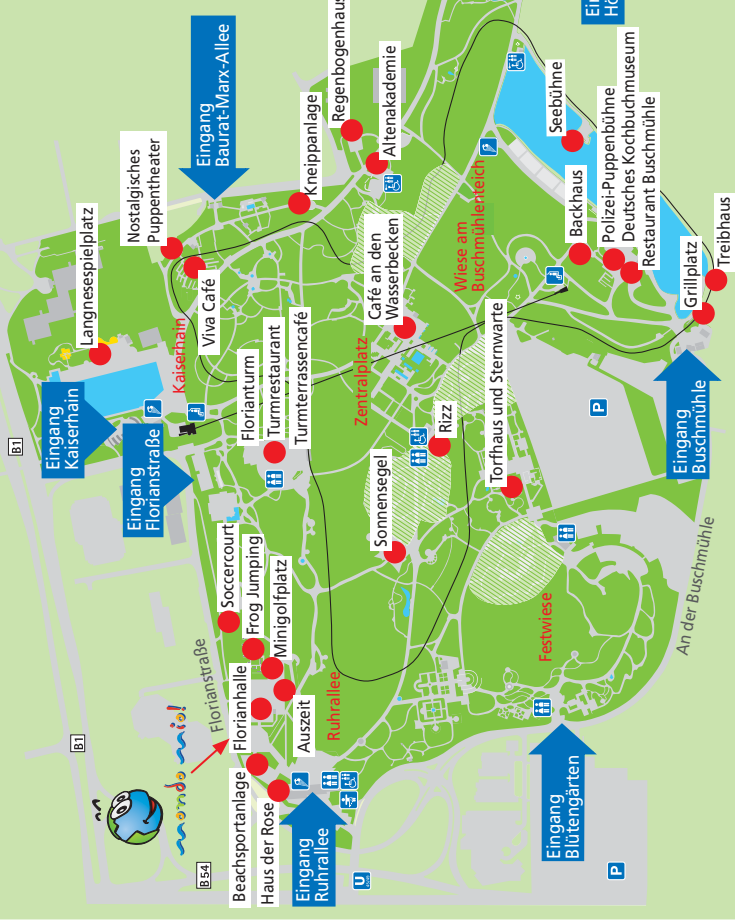 B1
B1
B54
Eingang
Kaiserhain
Eingang
Florianstraße
Eingang
Baurat-Marx-Allee
Langnesespielplatz
Nostalgisches
Puppentheater
Viva Café
Kaiserhain
Kneippanlage
Regenbogenhaus
Altenakademie
Florianturm
Turmrestaurant
Turmterrassencafé
Café an den
Wasserbecken
Zentralplatz
Wiese am
Buschmühlenteich
Seebühne
Backhaus
Polizei-Puppenbühne
Deutsches Kochbuchmuseum
Restaurant Buschmühle
Grillplatz
Treibhaus
Eingang
Buschmühle
An der Buschmühle
Torfhaus und Sternwarte
Rizz
Sonnensegel
Festwiese
mondo mio!
Florianstraße
Soccercourt
Frog Jumping
Minigolfplatz
Florianhalle
Auszeit
Ruhrallee
Beachsportanlage
Haus der Rose
Eingang
Ruhrallee
Eingang
Blütengärten
P
P
U